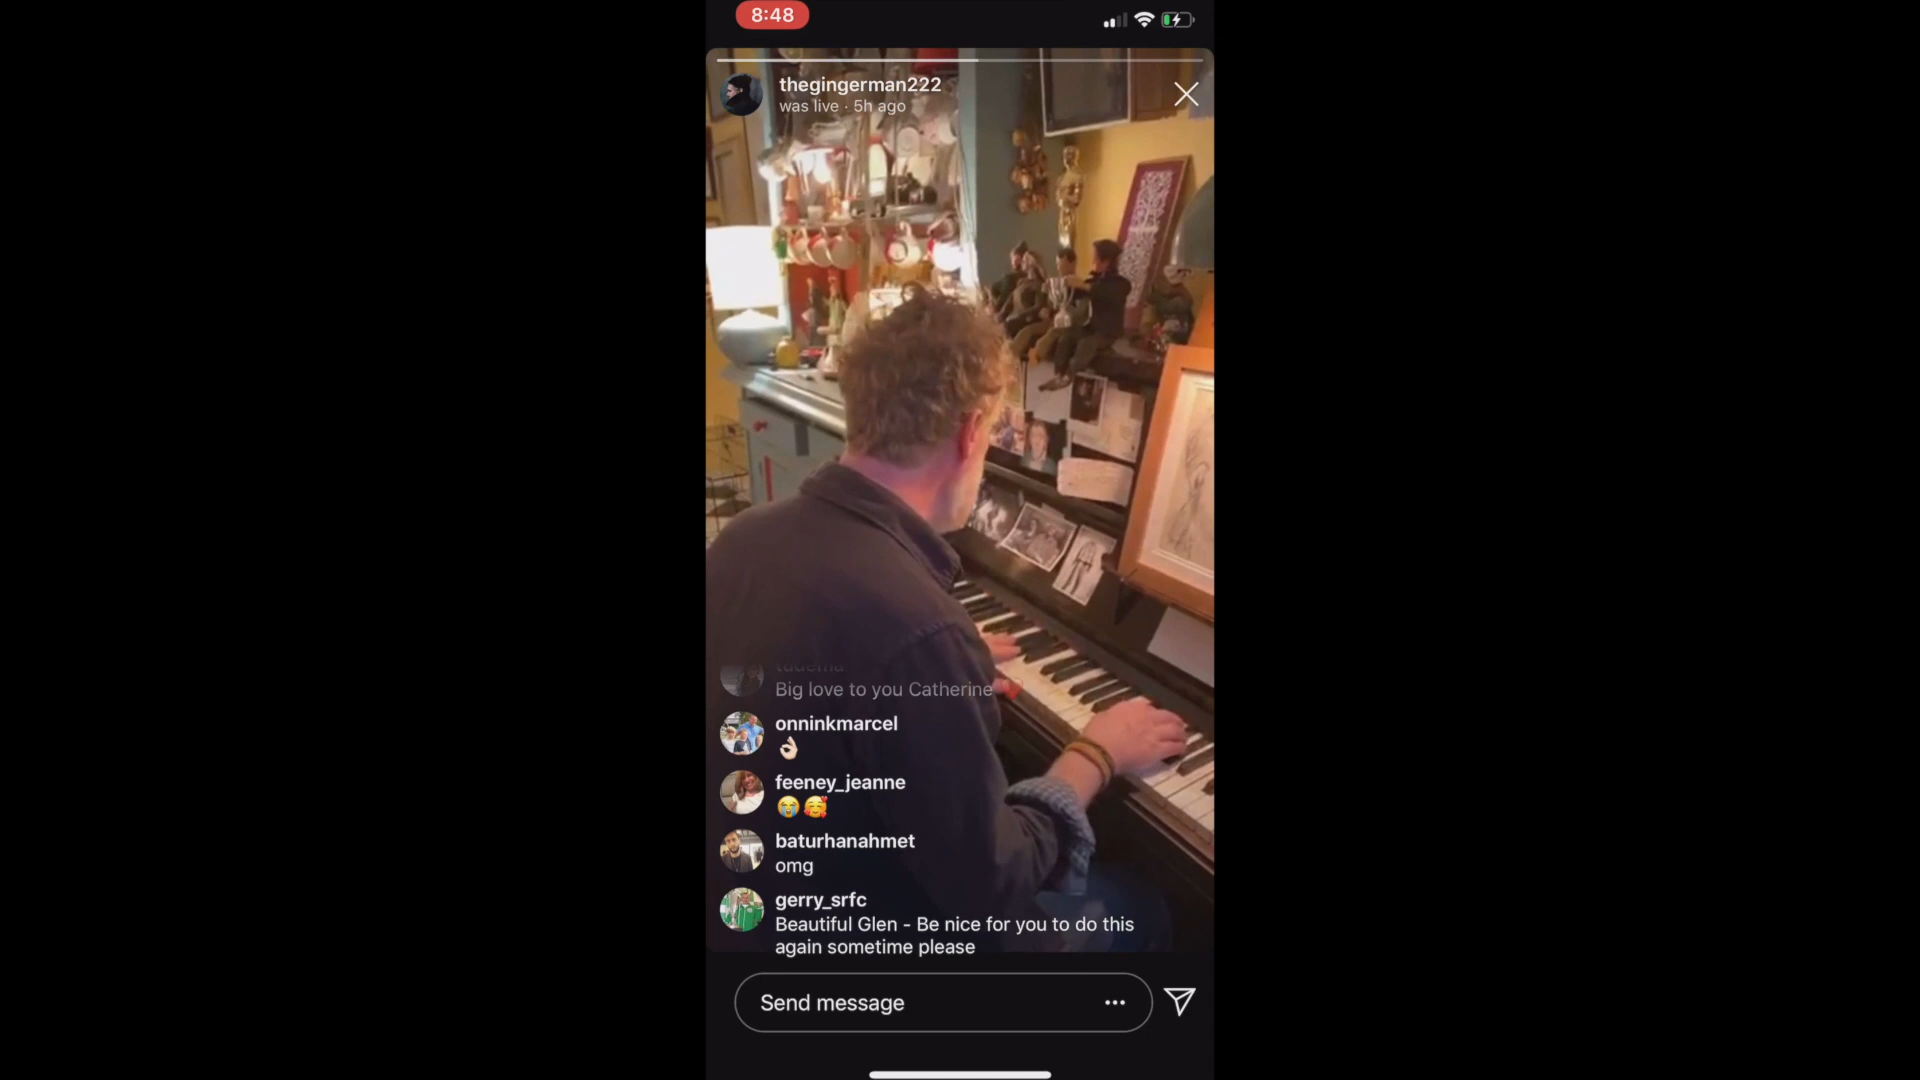 8:48
thegingerman222
was live · 5h ago
Big love to you Catherine ❤️
onninkmarcel
👌🏻
feeney_jeanne
😭🥰
baturhanahmet
omg
gerry_srfc
Beautiful Glen - Be nice for you to do this
again sometime please
Send message